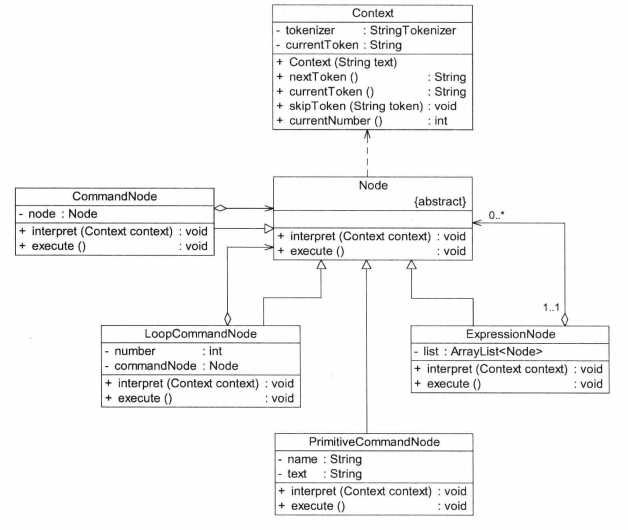 Context
- tokenizer : StringTokenizer
- currentToken : String
+ Context (String text)
+ nextToken () : String
+ currentToken () : String
+ skipToken (String token) : void
+ currentNumber () : int
Node
{abstract}
+ interpret (Context context) : void
+ execute () : void
CommandNode
- node : Node
+ interpret (Context context) : void
+ execute () : void
0..*
1..1
LoopCommandNode
- number : int
- commandNode : Node
+ interpret (Context context) : void
+ execute () : void
ExpressionNode
- list : ArrayList<Node>
+ interpret (Context context) : void
+ execute () : void
PrimitiveCommandNode
- name : String
- text : String
+ interpret (Context context) : void
+ execute () : void